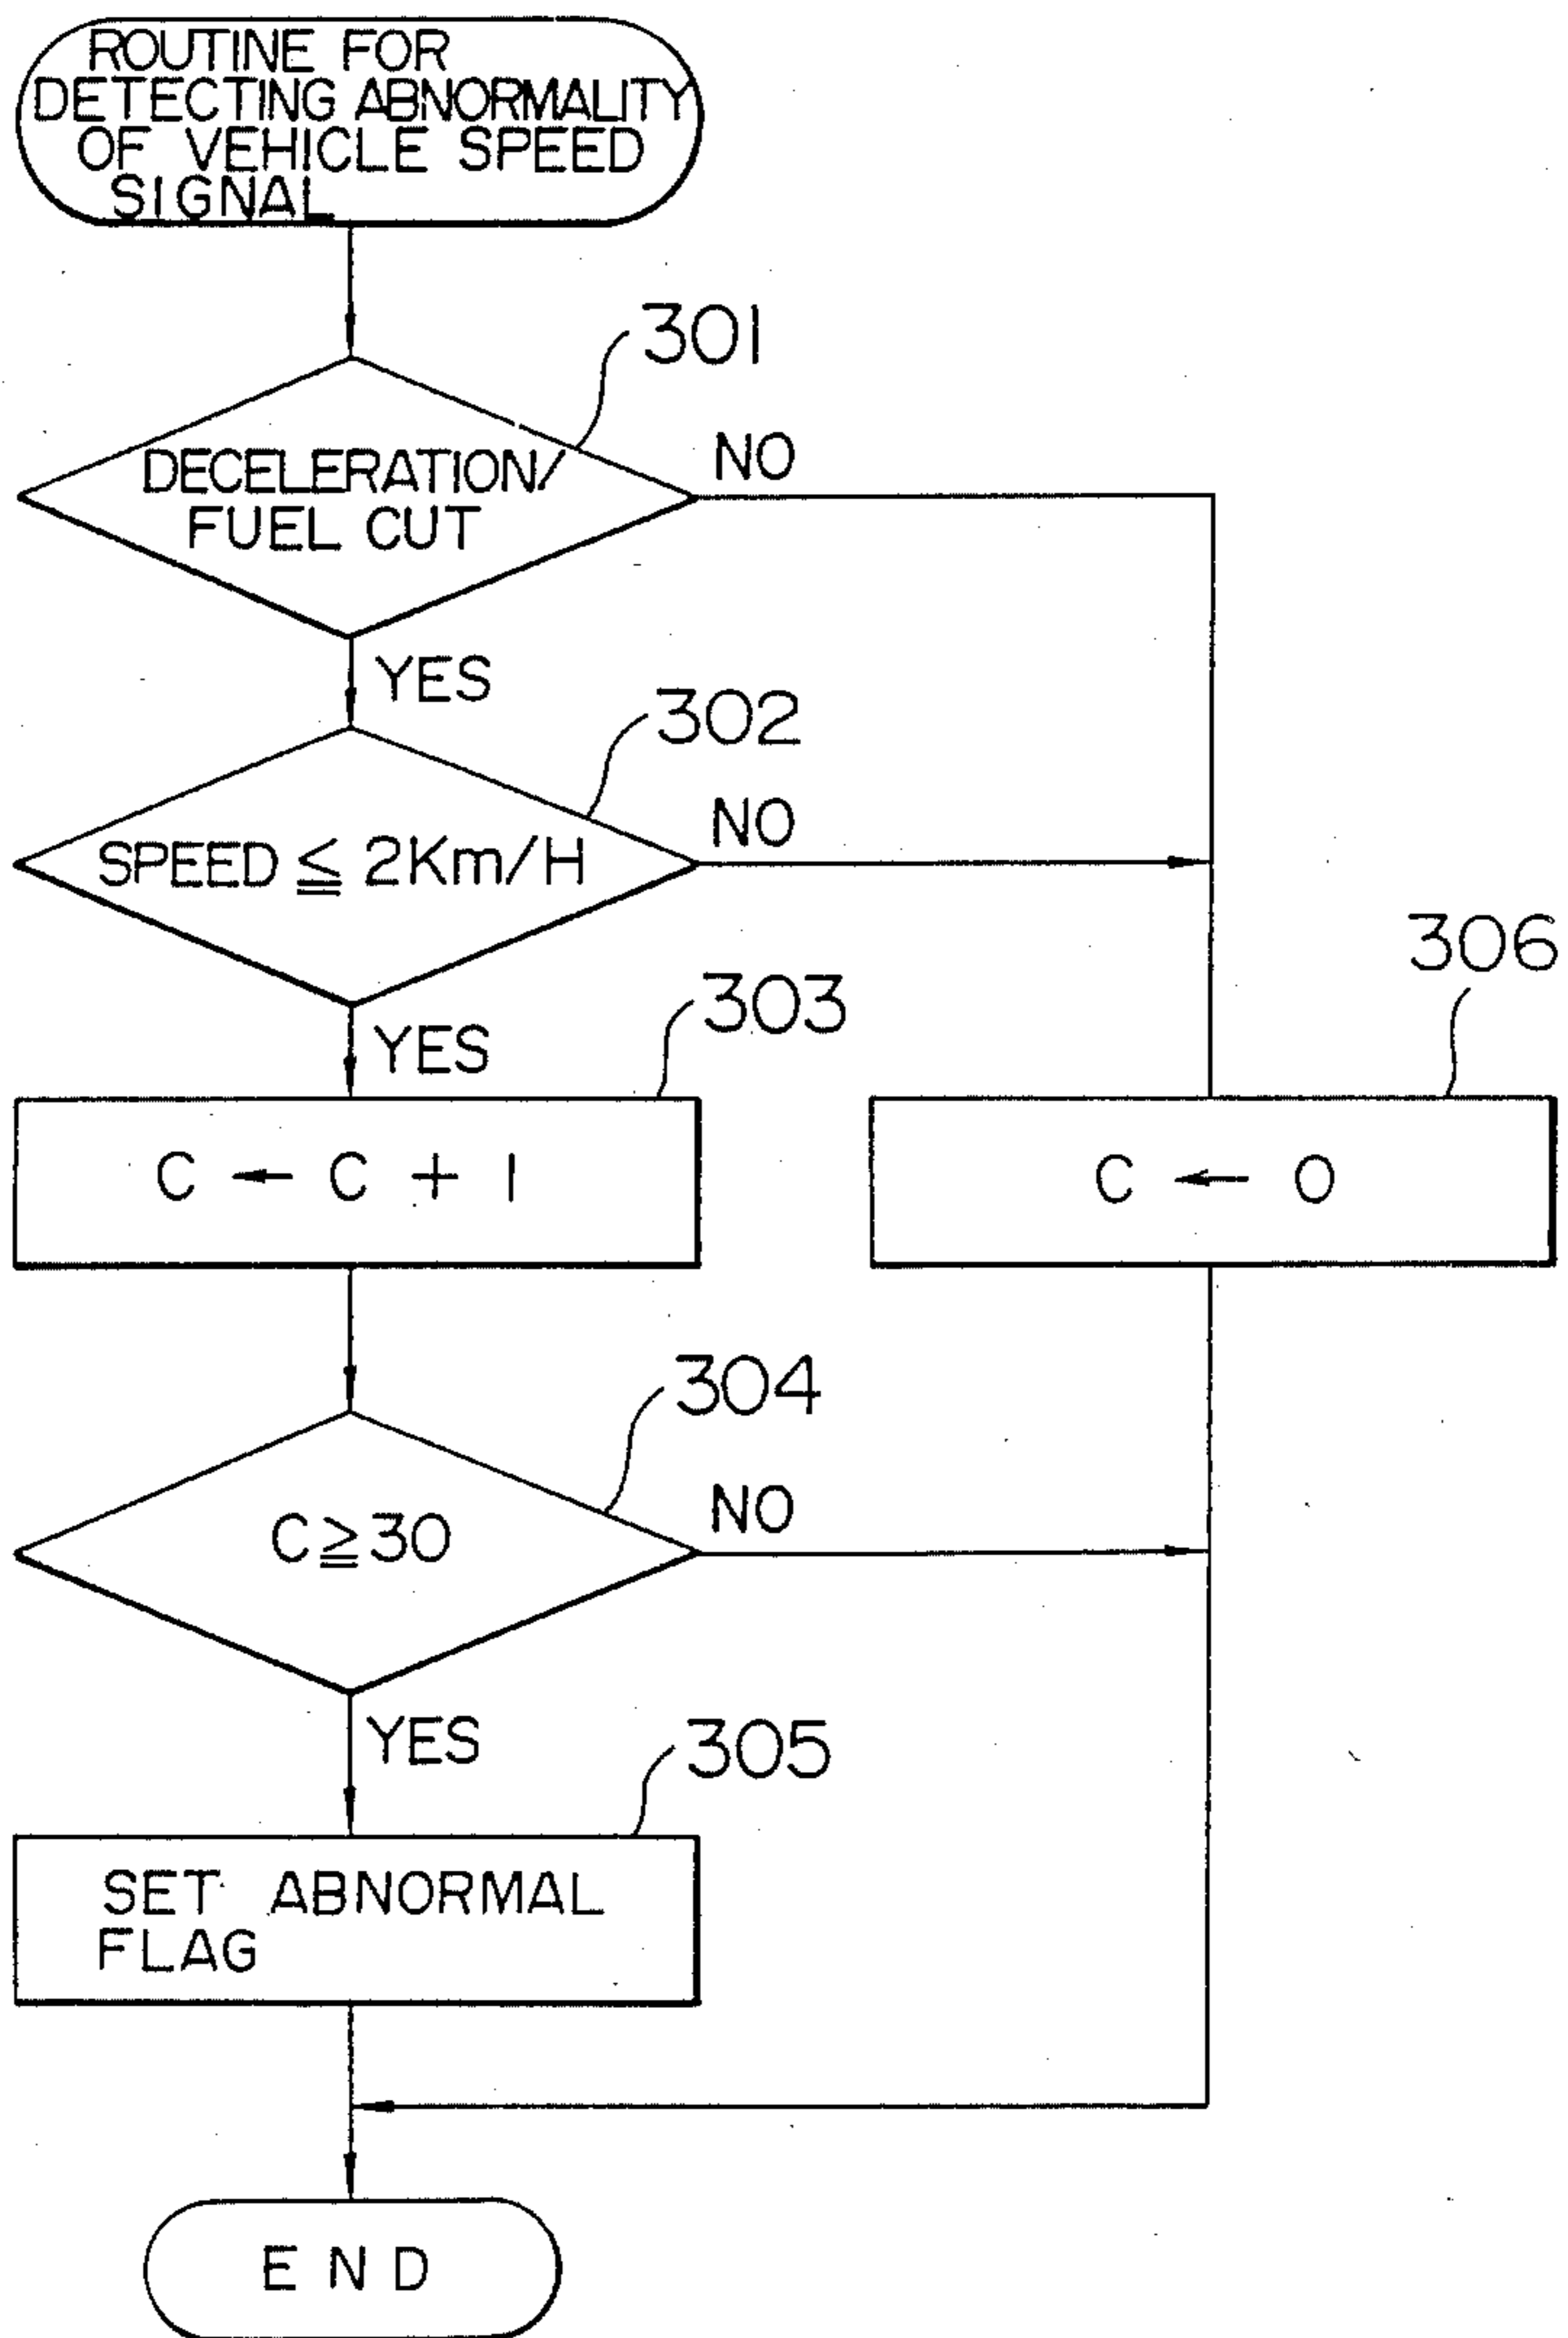 ROUTINE FOR
DETECTING ABNORMALITY
OF VEHICLE SPEED
SIGNAL
301
DECELERATION/
FUEL CUT
NO
YES
302
SPEED ≦ 2Km/H
NO
YES
303
C ← C + 1
306
C ← 0
304
C ≧ 30
NO
YES
305
SET ABNORMAL
FLAG
END